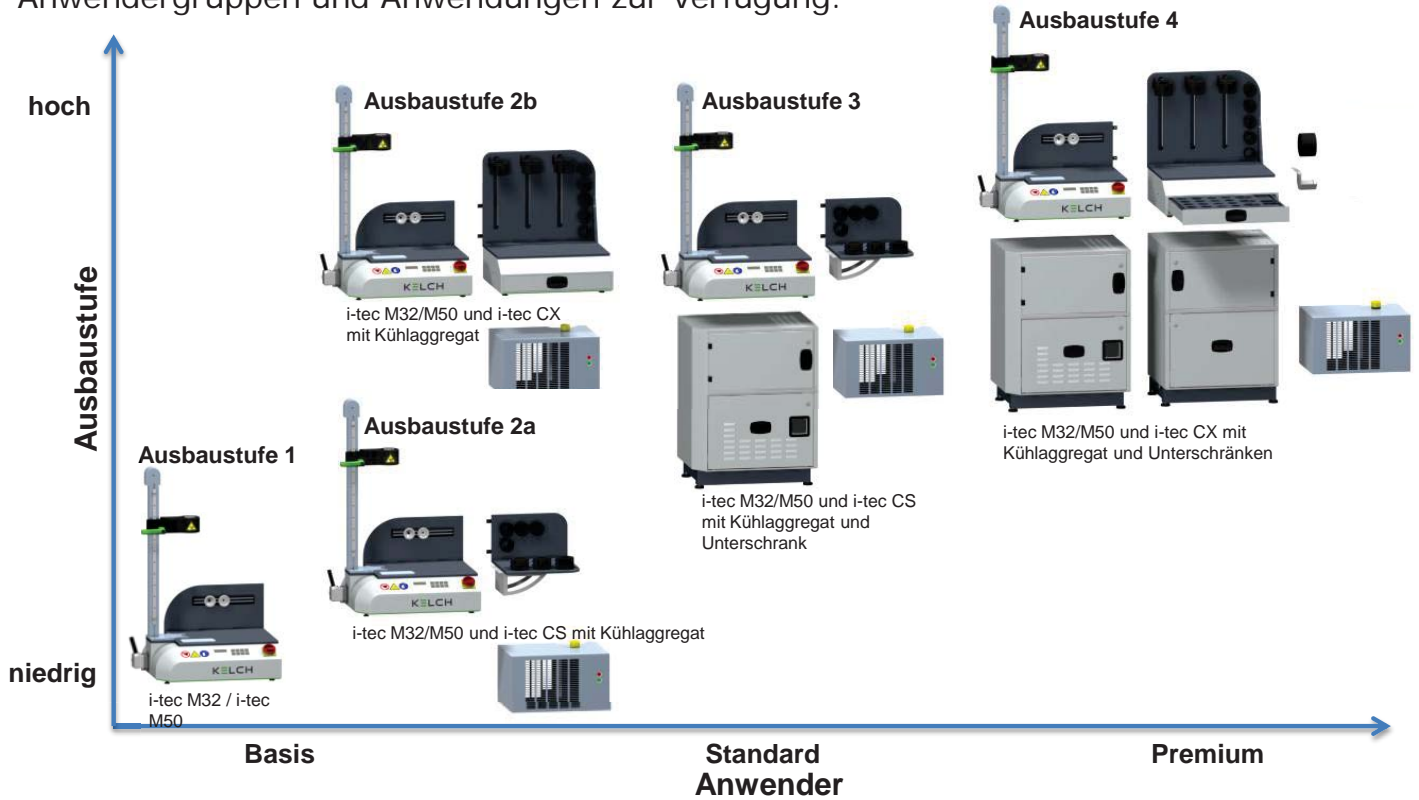 Anwendergruppen und Anwendungen zur Verfügung.
Ausbaustufe 4
hoch
Ausbaustufe 2b
Ausbaustufe 3
KELCH
KELCH
KELCH
i-tec M32/M50 und i-tec CX
mit Kühlaggregat
Ausbaustufe
Ausbaustufe 2a
i-tec M32/M50 und i-tec CX mit
Kühlaggregat und Unterschränken
Ausbaustufe 1
i-tec M32/M50 und i-tec CS
mit Kühlaggregat und
Unterschrank
KELCH
i-tec M32/M50 und i-tec CS mit Kühlaggregat
KELCH
niedrig
i-tec M32 / i-tec
M50
Basis
Standard
Premium
Anwender